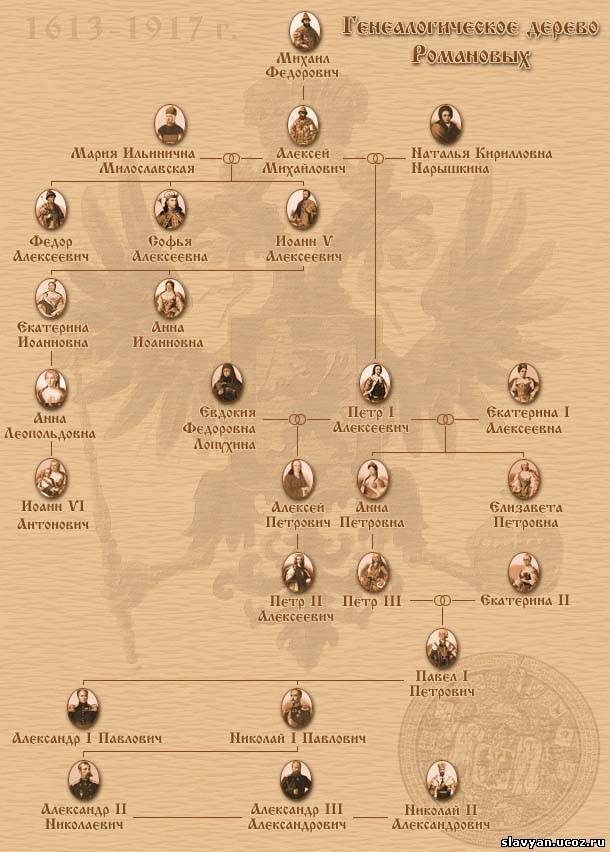 1613-1917 г.
Генеалогическое дерево
Романовых
Михаил
Федорович
Мария Ильинична
Милославская
Алексей
Михайлович
Наталья Кирилловна
Нарышкина
Федор
Алексеевич
Софья
Алексеевна
Иоанн V
Алексеевич
Екатерина
Иоанновна
Анна
Иоанновна
Евдокия
Федоровна
Лопухина
Петр I
Алексеевич
Екатерина I
Алексеевна
Анна
Леопольдовна
Иоанн VI
Антонович
Алексей
Петрович
Анна
Петровна
Елизавета
Петровна
Петр II
Алексеевич
Петр III
Екатерина II
Павел I
Петрович
Александр I Павлович
Николай I Павлович
Александр II
Николаевич
Александр III
Александрович
Николай II
Александрович
slavyan.ucoz.ru